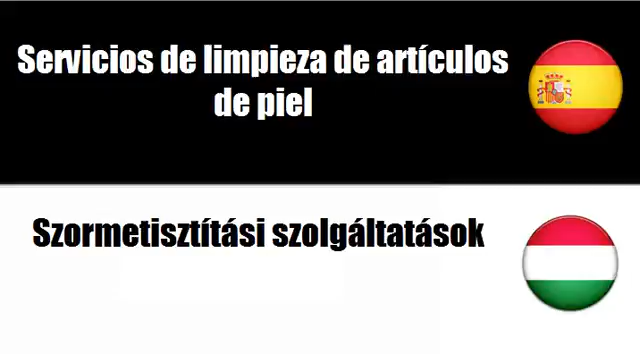 Servicios de limpieza de artículos
de piel
Szormetisztítási szolgáltatások